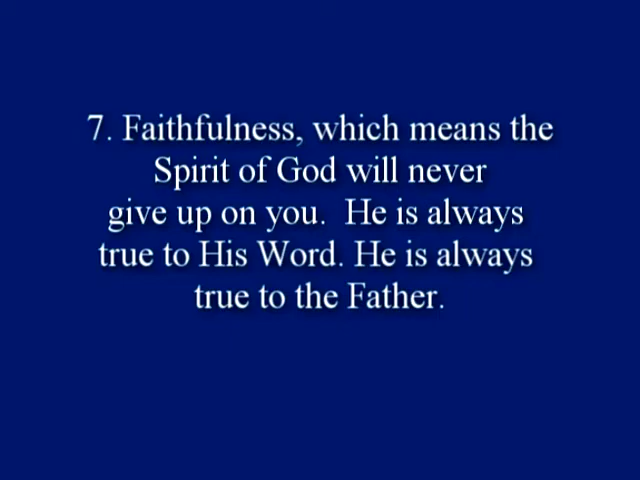 7. Faithfulness, which means the
Spirit of God will never
give up on you.  He is always
true to His Word. He is always
true to the Father.